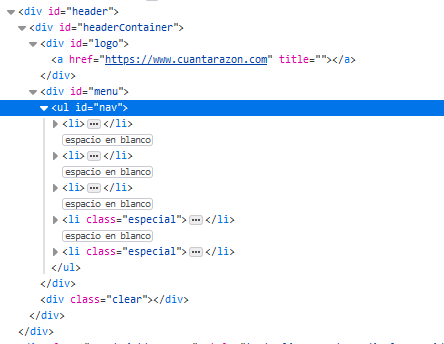 <div id="header">
<div id="headerContainer">
<div id="logo">
<a href="https://www.cuantarazon.com" title=""></a>
</div>
<div id="menu">
<ul id="nav">
<li>⋯</li>
espacio en blanco
<li>⋯</li>
espacio en blanco
<li>⋯</li>
espacio en blanco
<li class="especial">⋯</li>
espacio en blanco
<li class="especial">⋯</li>
</ul>
</div>
<div class="clear"></div>
</div>
</div>